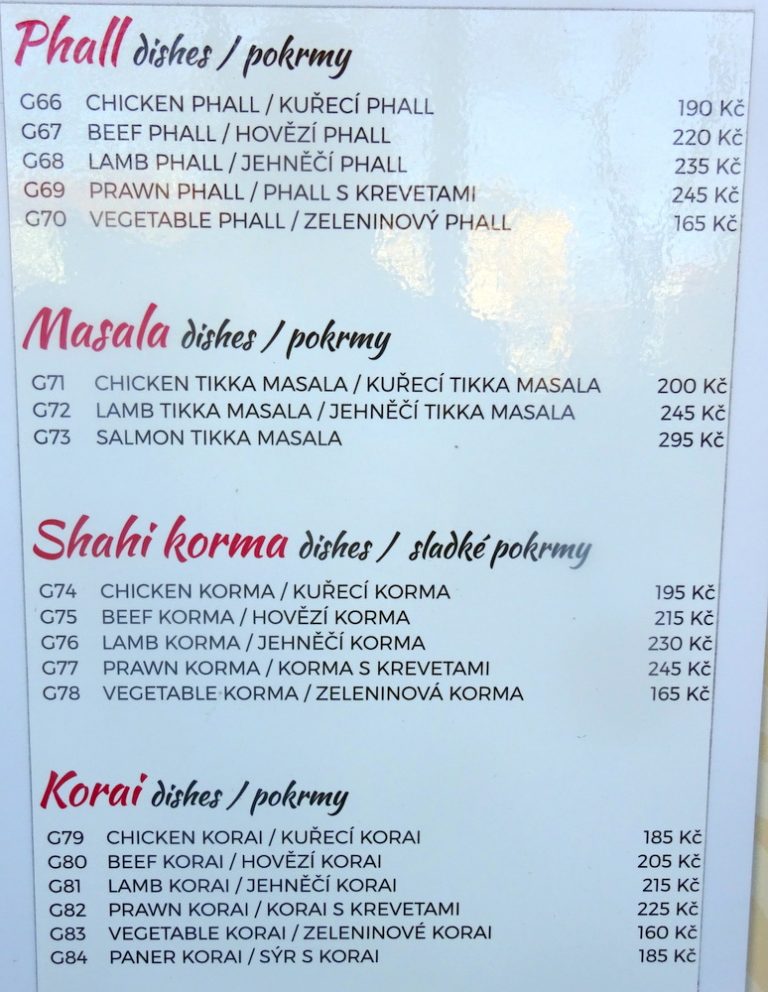 Phall dishes / pokrmy
G66 CHICKEN PHALL / KUŘECÍ PHALL 190 Kč
G67 BEEF PHALL / HOVĚZÍ PHALL 220 Kč
G68 LAMB PHALL / JEHNĚČÍ PHALL 235 Kč
G69 PRAWN PHALL / PHALL S KREVETAMI 245 Kč
G70 VEGETABLE PHALL / ZELENINOVÝ PHALL 165 Kč
Masala dishes / pokrmy
G71 CHICKEN TIKKA MASALA / KUŘECÍ TIKKA MASALA 200 Kč
G72 LAMB TIKKA MASALA / JEHNĚČÍ TIKKA MASALA 245 Kč
G73 SALMON TIKKA MASALA 295 Kč
Shahi korma dishes / sladké pokrmy
G74 CHICKEN KORMA / KUŘECÍ KORMA 195 Kč
G75 BEEF KORMA / HOVĚZÍ KORMA 215 Kč
G76 LAMB KORMA / JEHNĚČÍ KORMA 230 Kč
G77 PRAWN KORMA / KORMA S KREVETAMI 245 Kč
G78 VEGETABLE KORMA / ZELENINOVÁ KORMA 165 Kč
Korai dishes / pokrmy
G79 CHICKEN KORAI / KUŘECÍ KORAI 185 Kč
G80 BEEF KORAI / HOVĚZÍ KORAI 205 Kč
G81 LAMB KORAI / JEHNĚČÍ KORAI 215 Kč
G82 PRAWN KORAI / KORAI S KREVETAMI 225 Kč
G83 VEGETABLE KORAI / ZELENINOVÉ KORAI 160 Kč
G84 PANER KORAI / SÝR S KORAI 185 Kč